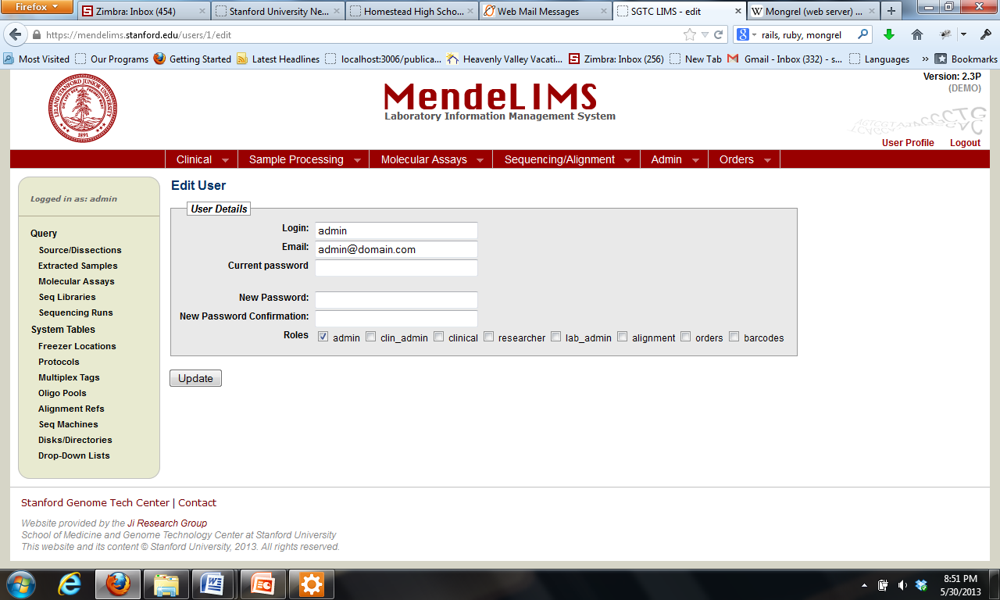 Firefox
Zimbra: Inbox (454)
Stanford University Ne...
Homestead High Scho...
Web Mail Messages
SGTC LIMS - edit
Mongrel (web server) ...
https://mendelims.stanford.edu/users/1/edit
rails, ruby, mongrel
Most Visited
Our Programs
Getting Started
Latest Headlines
localhost:3006/publica...
Heavenly Valley Vacati...
Zimbra: Inbox (256)
New Tab
Gmail - Inbox (332) - s...
Languages
»
Bookmarks
MendeLIMS
Laboratory Information Management System
Version: 2.3P
(DEMO)
User Profile
Logout
Clinical
Sample Processing
Molecular Assays
Sequencing/Alignment
Admin
Orders
Logged in as: admin
Query
Source/Dissections
Extracted Samples
Molecular Assays
Seq Libraries
Sequencing Runs
System Tables
Freezer Locations
Protocols
Multiplex Tags
Oligo Pools
Alignment Refs
Seq Machines
Disks/Directories
Drop-Down Lists
Edit User
User Details
Login: admin
Email: admin@domain.com
Current password
New Password:
New Password Confirmation:
Roles admin clin_admin clinical researcher lab_admin alignment orders barcodes
Update
Stanford Genome Tech Center | Contact
Website provided by the Ji Research Group
School of Medicine and Genome Technology Center at Stanford University
This website and its content © Stanford University, 2013. All rights reserved.
8:51 PM
5/30/2013